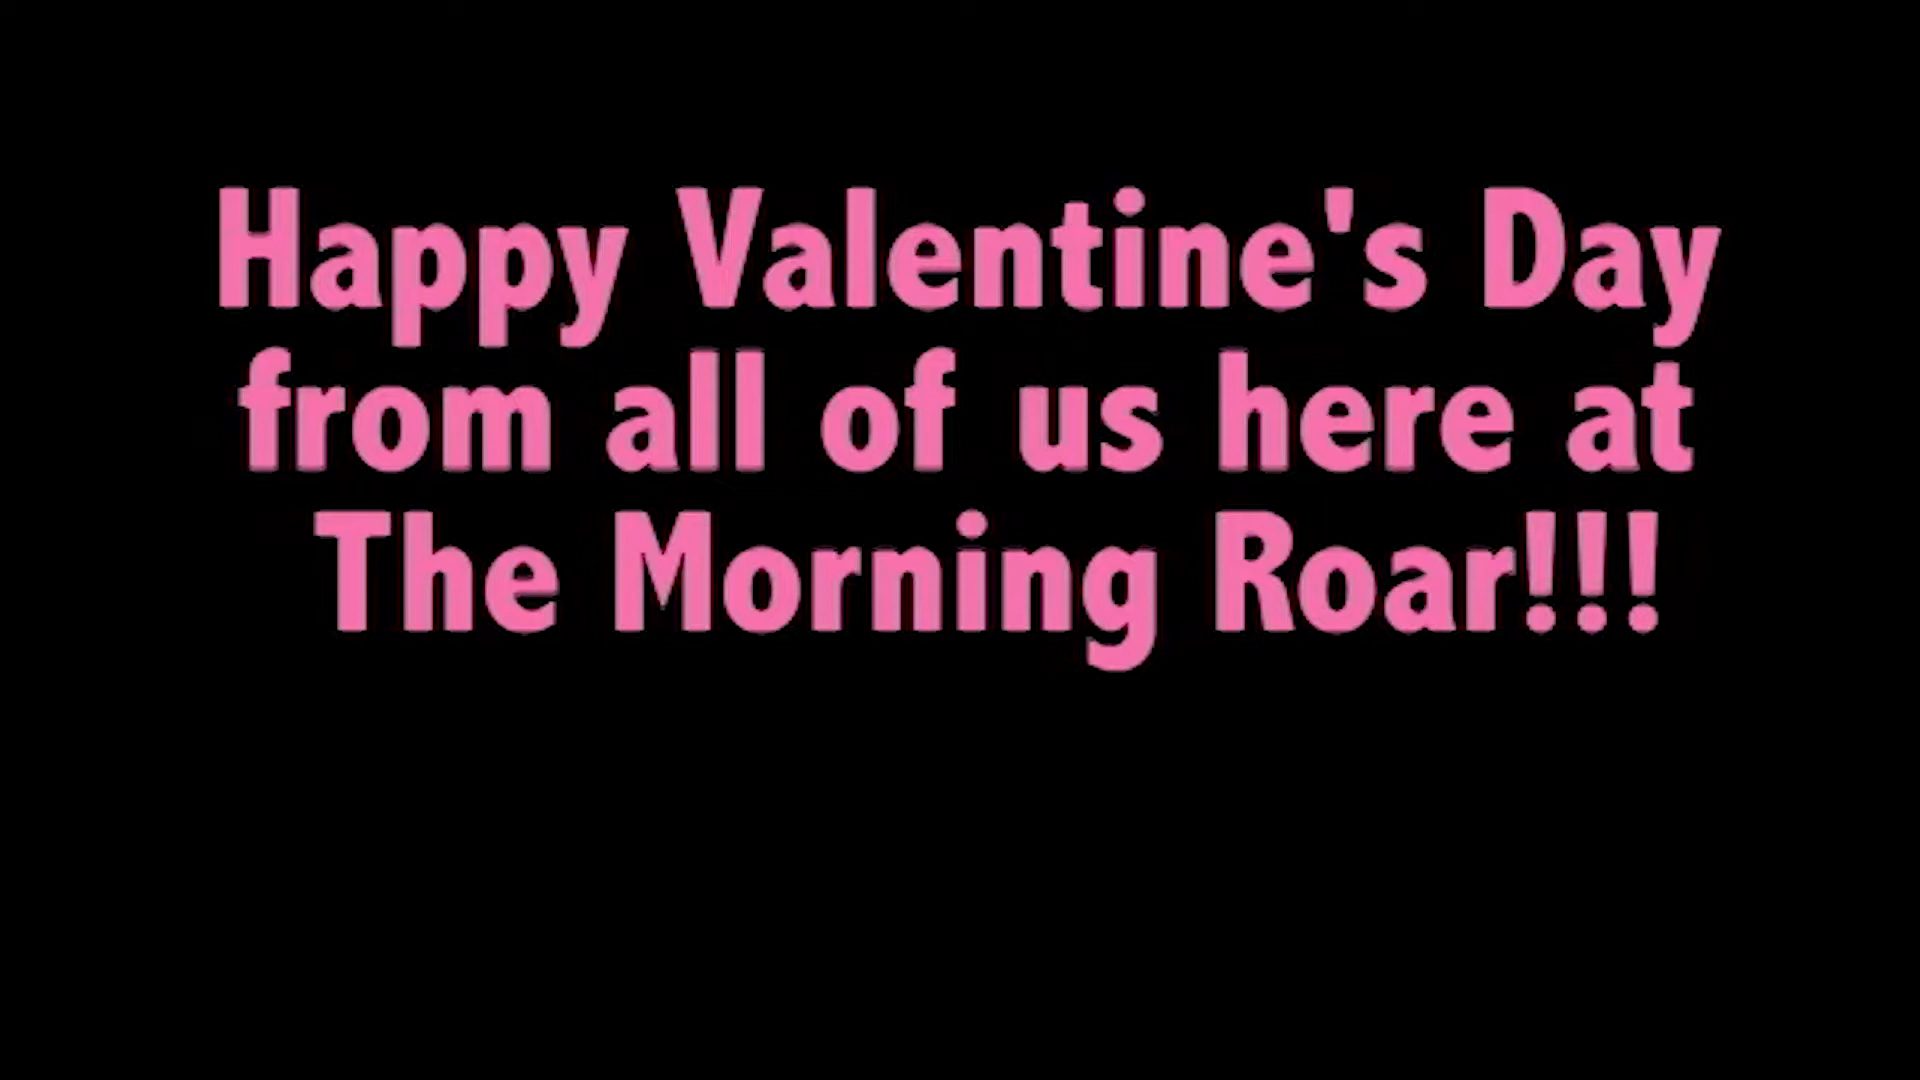 Happy Valentine's Day
from all of us here at
The Morning Roar!!!